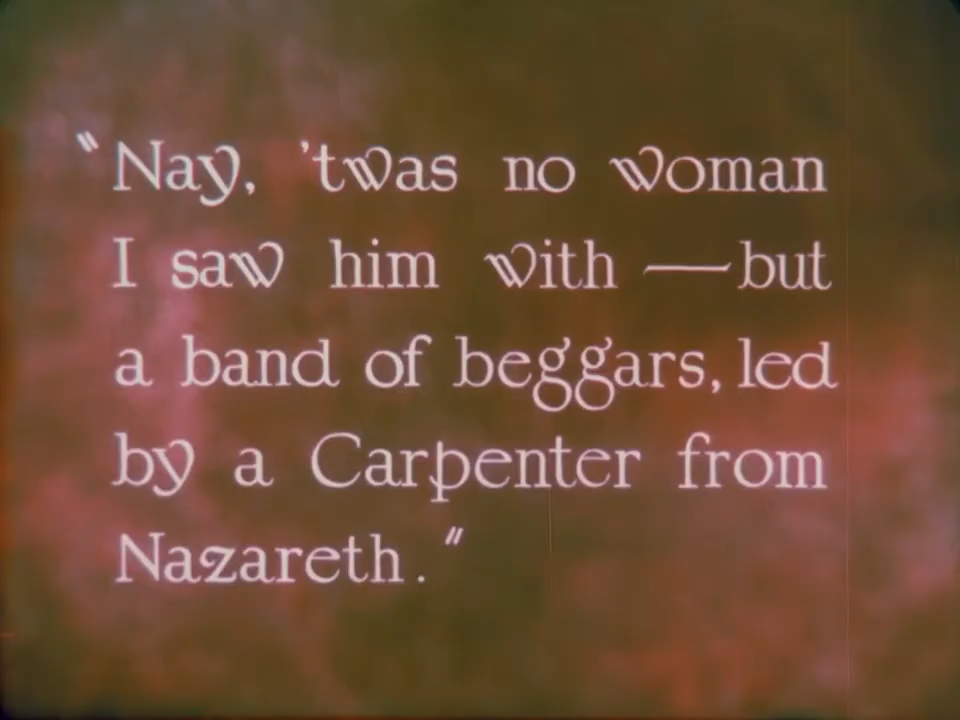 "Nay, 'twas no woman
I saw him with — but
a band of beggars, led
by a Carpenter from
Nazareth."